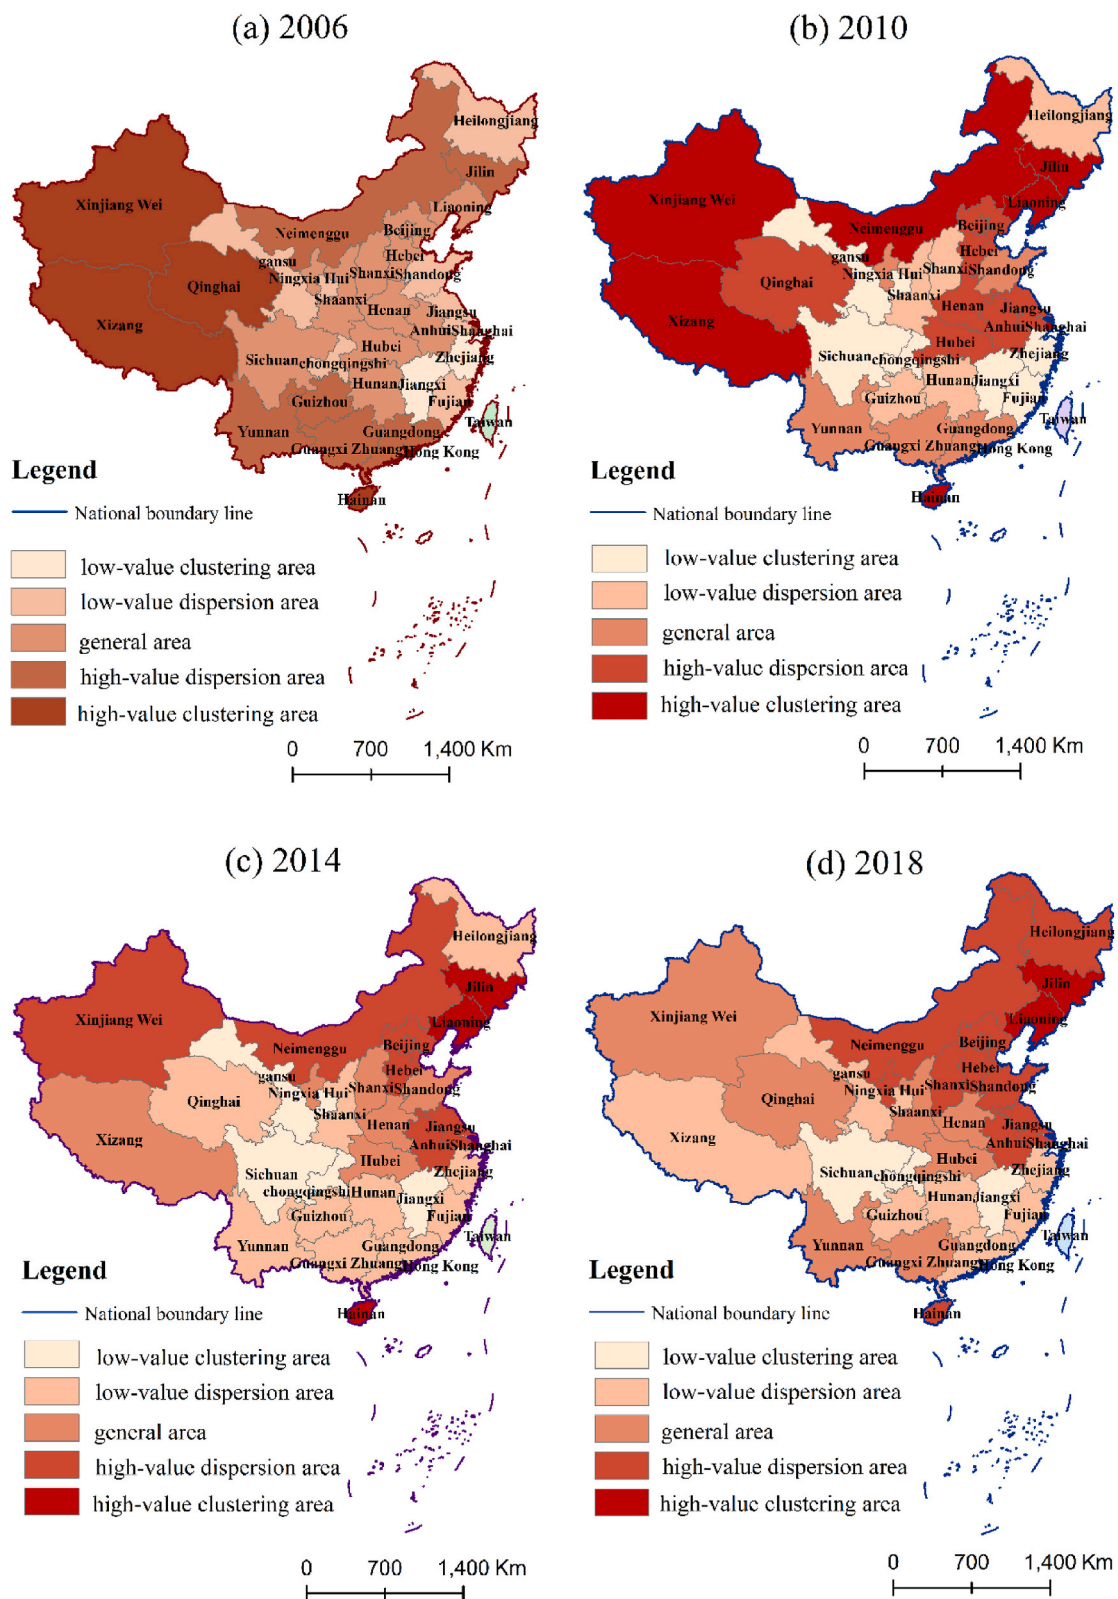 (a) 2006
Heilongjiang
Jilin
Xinjiang Wei
Liaoning
Neimenggu
Beijing
Hebei
gansu
Ningxia Hui
Shanxi
Shandong
Qinghai
Shaanxi
Henan
Jiangsu
Xizang
Anhui
Shanghai
Hubei
Sichuan
chongqingshi
Zhejiang
Hunan
Jiangxi
Guizhou
Fujian
Taiwan
Yunnan
Guangdong
Guangxi Zhuang
Hong Kong
Hainan
Legend
National boundary line
low-value clustering area
low-value dispersion area
general area
high-value dispersion area
high-value clustering area
0 700 1,400 Km
(b) 2010
Heilongjiang
Jilin
Xinjiang Wei
Liaoning
Neimenggu
Beijing
Hebei
gansu
Ningxia Hui
Shanxi
Shandong
Qinghai
Shaanxi
Henan
Jiangsu
Xizang
Anhui
Shanghai
Hubei
Sichuan
chongqingshi
Zhejiang
Hunan
Jiangxi
Guizhou
Fujian
Taiwan
Yunnan
Guangdong
Guangxi Zhuang
Hong Kong
Hainan
Legend
National boundary line
low-value clustering area
low-value dispersion area
general area
high-value dispersion area
high-value clustering area
0 700 1,400 Km
(c) 2014
Heilongjiang
Jilin
Xinjiang Wei
Liaoning
Neimenggu
Beijing
Hebei
gansu
Ningxia Hui
Shanxi
Shandong
Qinghai
Shaanxi
Henan
Jiangsu
Xizang
Anhui
Shanghai
Hubei
Sichuan
chongqingshi
Zhejiang
Hunan
Jiangxi
Guizhou
Fujian
Taiwan
Yunnan
Guangdong
Guangxi Zhuang
Hong Kong
Hainan
Legend
National boundary line
low-value clustering area
low-value dispersion area
general area
high-value dispersion area
high-value clustering area
0 700 1,400 Km
(d) 2018
Heilongjiang
Jilin
Xinjiang Wei
Liaoning
Neimenggu
Beijing
Hebei
gansu
Ningxia Hui
Shanxi
Shandong
Qinghai
Shaanxi
Henan
Jiangsu
Xizang
Anhui
Shanghai
Hubei
Sichuan
chongqingshi
Zhejiang
Hunan
Jiangxi
Guizhou
Fujian
Taiwan
Yunnan
Guangdong
Guangxi Zhuang
Hong Kong
Hainan
Legend
National boundary line
low-value clustering area
low-value dispersion area
general area
high-value dispersion area
high-value clustering area
0 700 1,400 Km